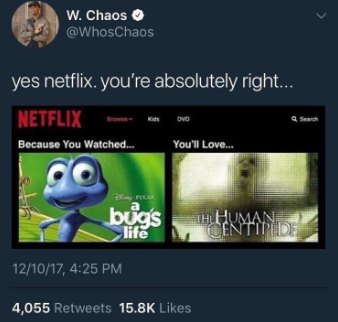 W. Chaos
@WhosChaos
yes netflix. you're absolutely right...
NETFLIX Browse Kids DVD Search
Because You Watched... You'll Love...
Disney PIXAR
a
bug's
life
THE HUMAN
CENTIPEDE
12/10/17, 4:25 PM
4,055 Retweets 15.8K Likes